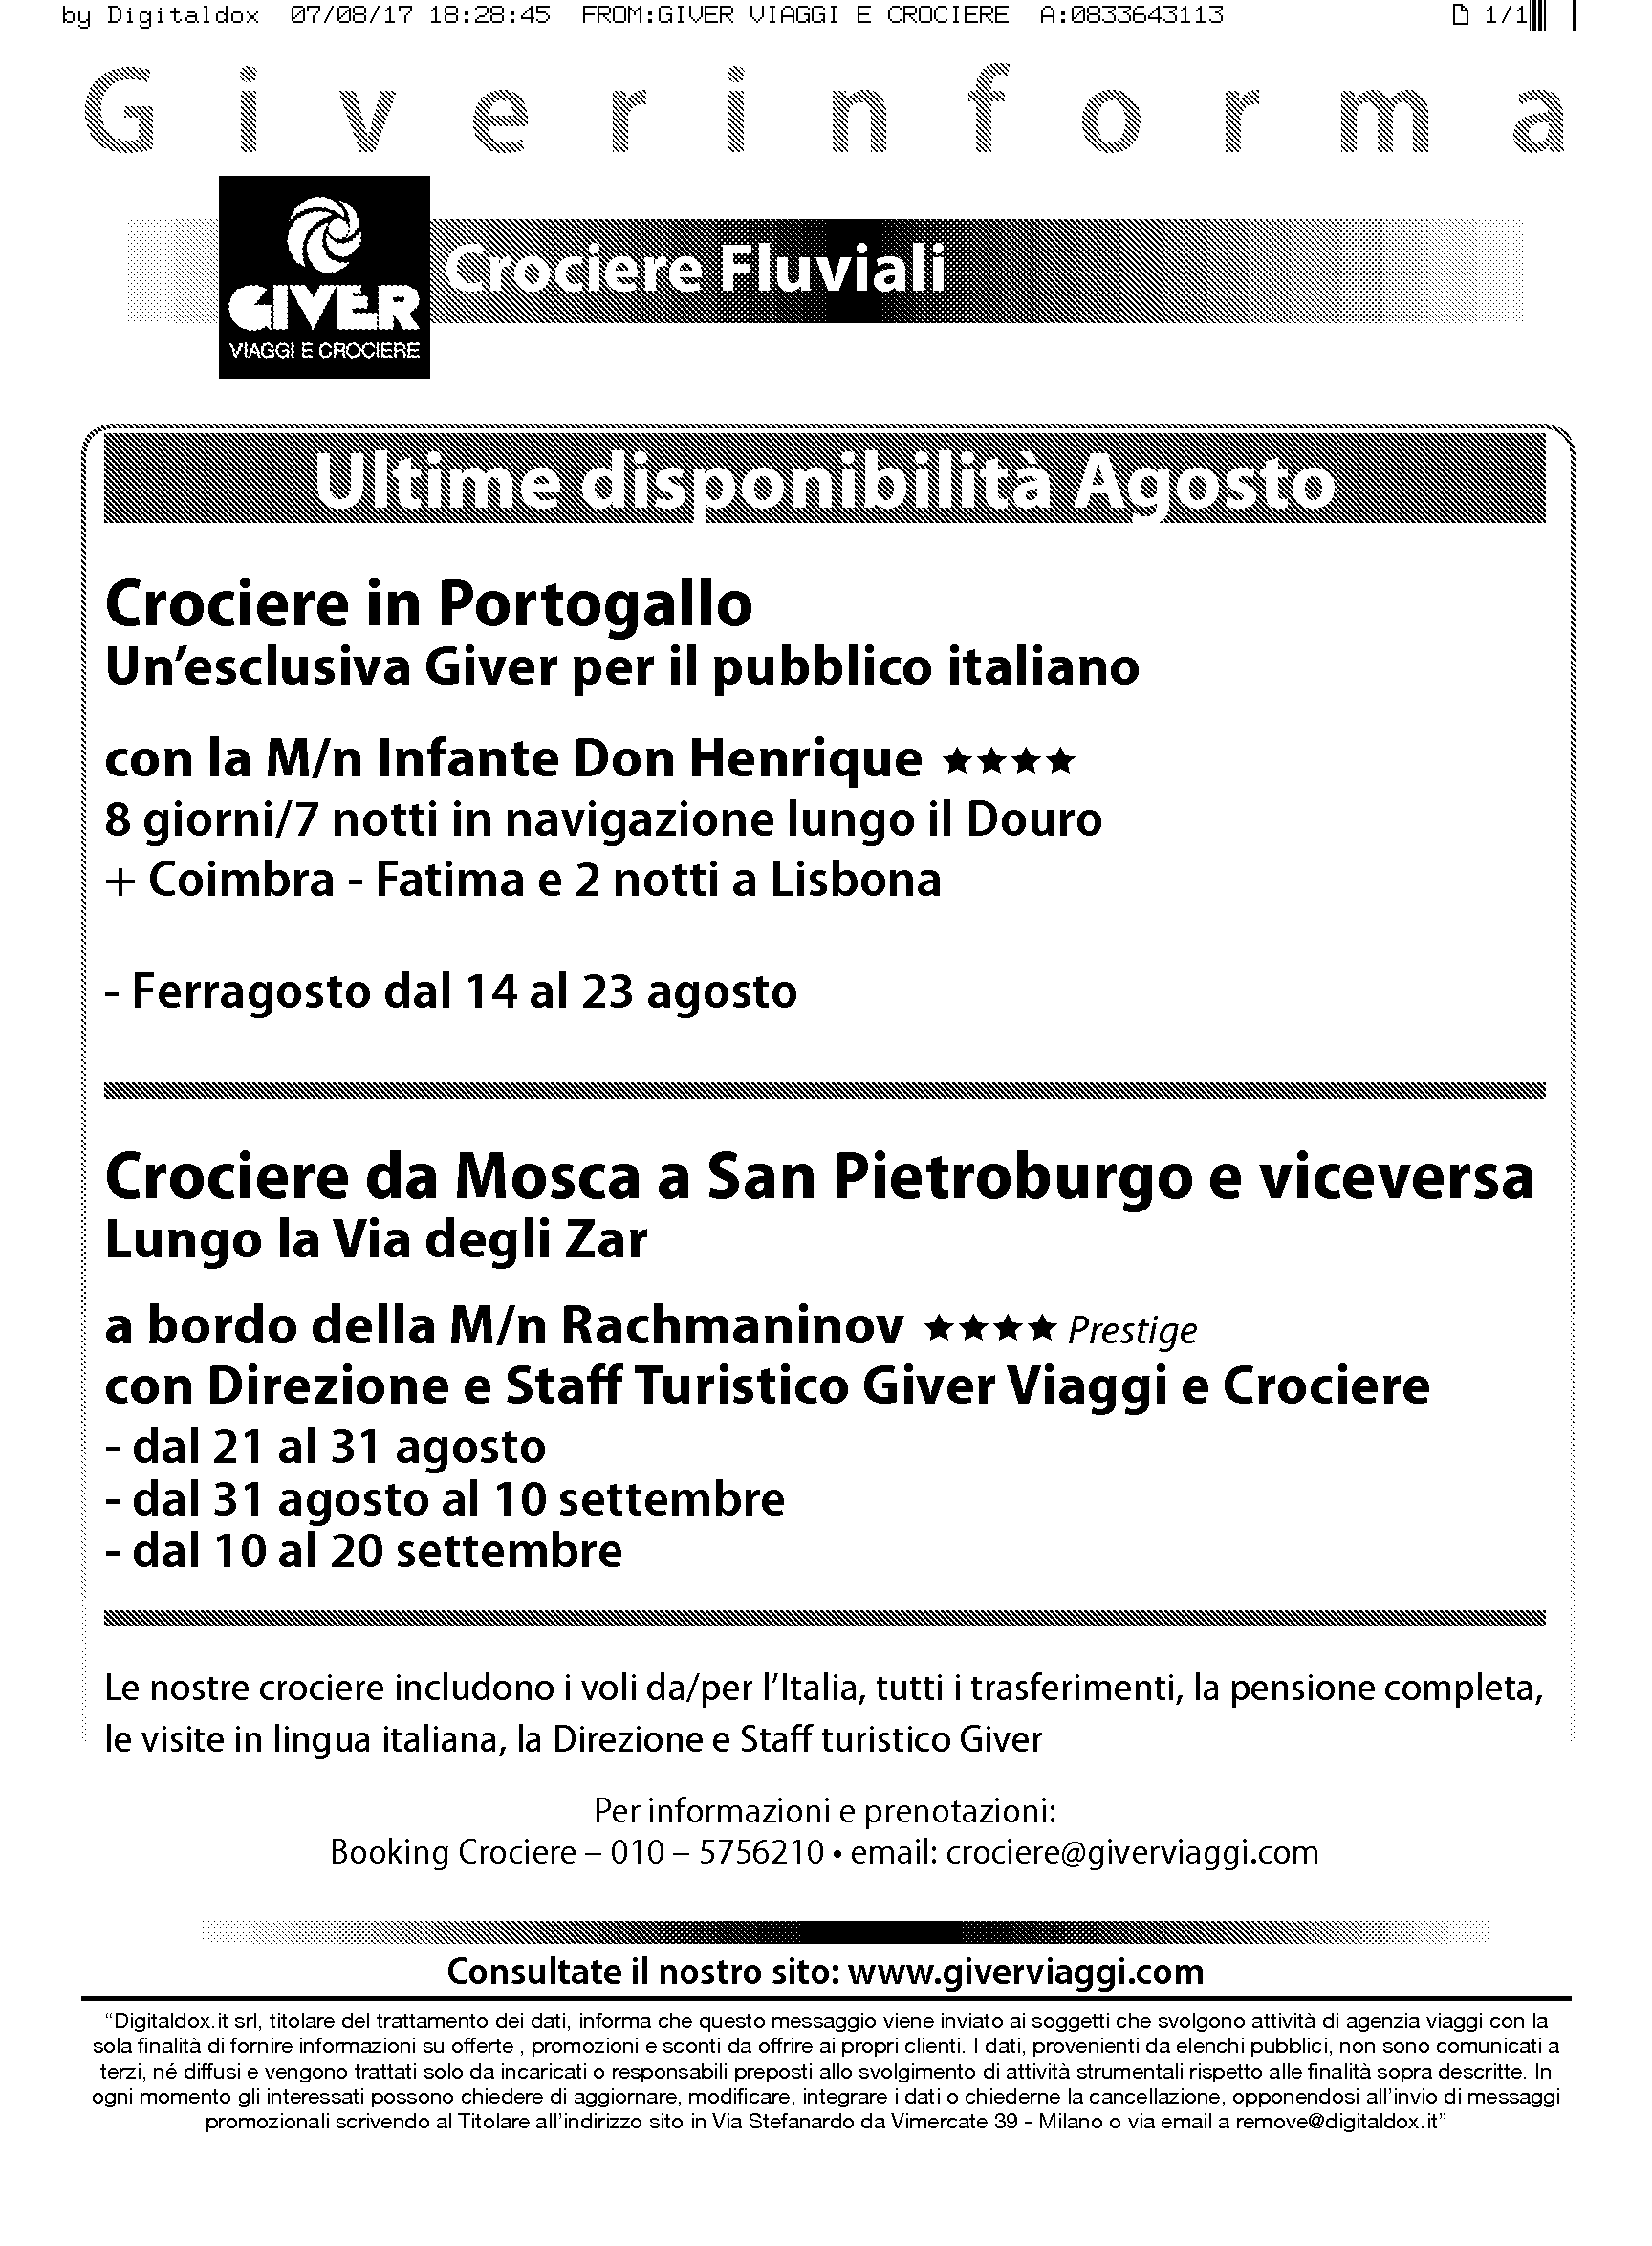 by Digitaldox 07/08/17 18:28:45 FROM:GIVER VIAGGI E CROCIERE A:0833643113 1/1
Giverinforma
Crociere Fluviali
GIVER
VIAGGI E CROCIERE
Ultime disponibilità Agosto
Crociere in Portogallo
Un'esclusiva Giver per il pubblico italiano
con la M/n Infante Don Henrique ★★★★
8 giorni/7 notti in navigazione lungo il Douro
+ Coimbra - Fatima e 2 notti a Lisbona
- Ferragosto dal 14 al 23 agosto
Crociere da Mosca a San Pietroburgo e viceversa
Lungo la Via degli Zar
a bordo della M/n Rachmaninov ★★★★ Prestige
con Direzione e Staff Turistico Giver Viaggi e Crociere
- dal 21 al 31 agosto
- dal 31 agosto al 10 settembre
- dal 10 al 20 settembre
Le nostre crociere includono i voli da/per l'Italia, tutti i trasferimenti, la pensione completa,
le visite in lingua italiana, la Direzione e Staff turistico Giver
Per informazioni e prenotazioni:
Booking Crociere – 010 – 5756210 • email: crociere@giverviaggi.com
Consultate il nostro sito: www.giverviaggi.com
“Digitaldox.it srl, titolare del trattamento dei dati, informa che questo messaggio viene inviato ai soggetti che svolgono attività di agenzia viaggi con la
sola finalità di fornire informazioni su offerte , promozioni e sconti da offrire ai propri clienti. I dati, provenienti da elenchi pubblici, non sono comunicati a
terzi, né diffusi e vengono trattati solo da incaricati o responsabili preposti allo svolgimento di attività strumentali rispetto alle finalità sopra descritte. In
ogni momento gli interessati possono chiedere di aggiornare, modificare, integrare i dati o chiederne la cancellazione, opponendosi all'invio di messaggi
promozionali scrivendo al Titolare all'indirizzo sito in Via Stefanardo da Vimercate 39 - Milano o via email a remove@digitaldox.it”